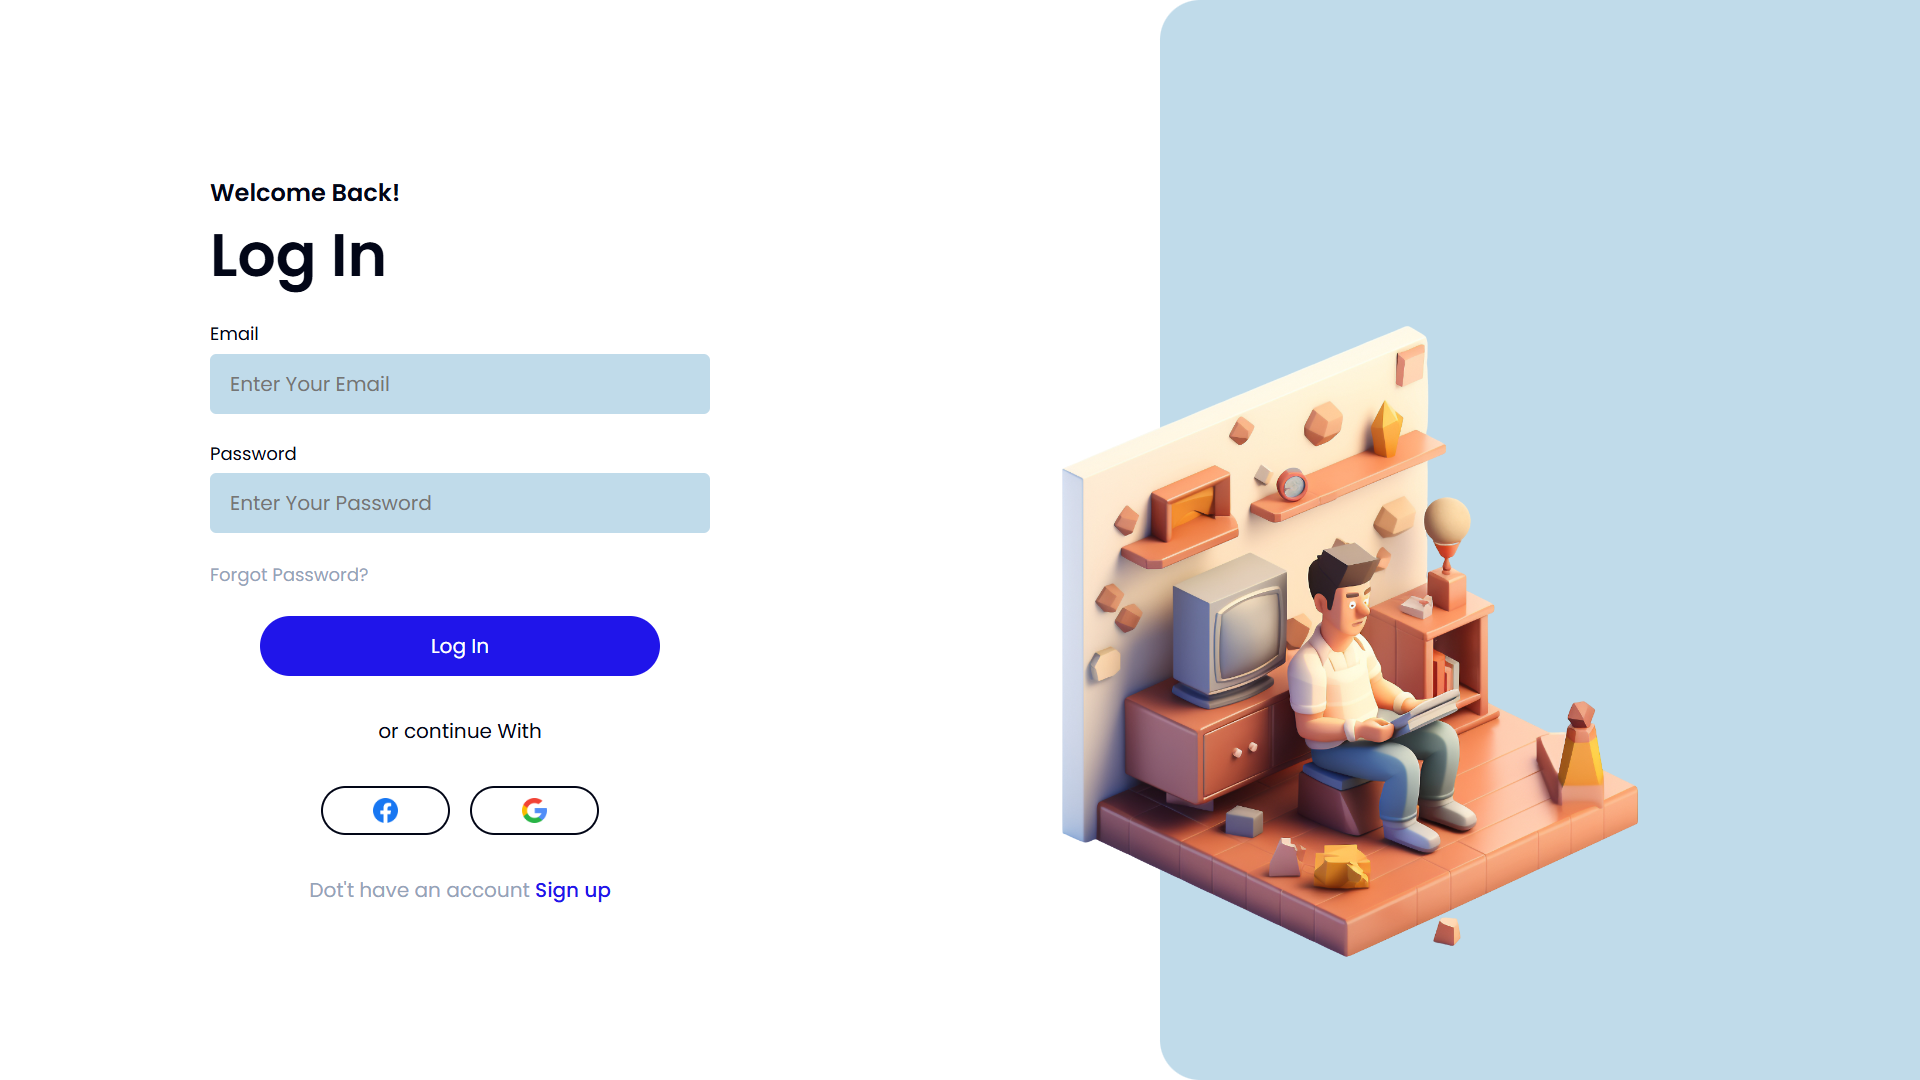 Welcome Back!
Log In
Email
Enter Your Email
Password
Enter Your Password
Forgot Password?
Log In
or continue With
Dot't have an account Sign up